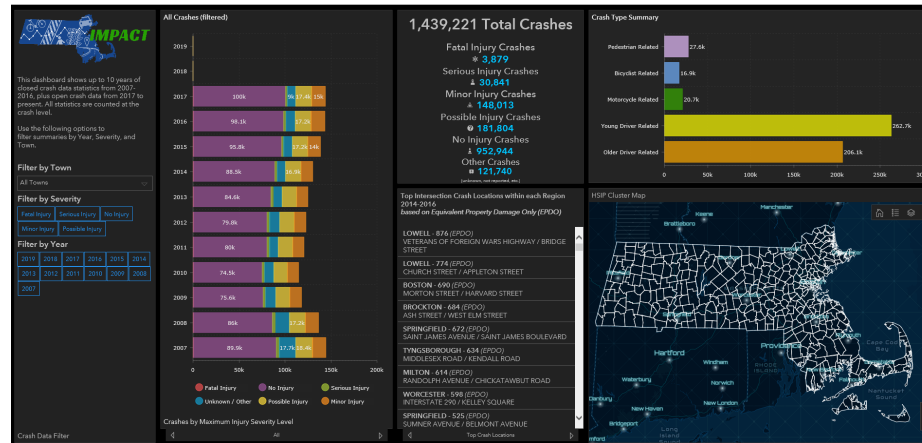 IMPACT
This dashboard shows up to 10 years of
closed crash data statistics from 2007-
2016, plus open crash data from 2017 to
present. All statistics are counted at the
crash level.
Use the following options to
filter summaries by Year, Severity, and
Town.
Filter by Town
All Towns
Filter by Severity
Fatal Injury Serious Injury No Injury
Minor Injury Possible Injury
Filter by Year
2019 2018 2017 2016 2015 2014
2013 2012 2011 2010 2009 2008
2007
Crash Data Filter
All Crashes (filtered)
2019
2018
2017 100k 9k 17.4k 15k
2016 98.1k 17.2k
2015 95.8k 17.2k 14k
2014 88.5k 16.9k
2013 84.6k
2012 79.8k
2011 80k
2010 74.5k
2009 75.6k
2008 86k 17.2k
2007 89.9k 17.7k 18.4k
0 50k 100k 150k 200k
Fatal Injury No Injury Serious Injury
Unknown / Other Possible Injury Minor Injury
Crashes by Maximum Injury Severity Level
All
1,439,221 Total Crashes
Fatal Injury Crashes
3,879
Serious Injury Crashes
30,841
Minor Injury Crashes
148,013
Possible Injury Crashes
181,804
No Injury Crashes
952,944
Other Crashes
121,740
(unknown, not reported, etc.)
Top Intersection Crash Locations within each Region
2014-2016
based on Equivalent Property Damage Only (EPDO)
LOWELL - 876 (EPDO)
VETERANS OF FOREIGN WARS HIGHWAY / BRIDGE
STREET
LOWELL - 774 (EPDO)
CHURCH STREET / APPLETON STREET
BOSTON - 690 (EPDO)
MORTON STREET / HARVARD STREET
BROCKTON - 684 (EPDO)
ASH STREET / WEST ELM STREET
SPRINGFIELD - 672 (EPDO)
SAINT JAMES AVENUE / SAINT JAMES BOULEVARD
TYNGSBOROUGH - 634 (EPDO)
MIDDLESEX ROAD / KENDALL ROAD
MILTON - 614 (EPDO)
RANDOLPH AVENUE / CHICKATAWBUT ROAD
WORCESTER - 598 (EPDO)
INTERSTATE 290 / KELLEY SQUARE
SPRINGFIELD - 525 (EPDO)
SUMNER AVENUE / BELMONT AVENUE
Top Crash Locations
Crash Type Summary
Pedestrian Related 27.6k
Bicyclist Related 16.9k
Motorcycle Related 20.7k
Young Driver Related 262.7k
Older Driver Related 206.1k
0 50k 100k 150k 200k 250k 300k
HSIP Cluster Map
Manchester
Keene
Brattleboro
Nashua
Providence
Hartford
Windham
RHODE
ISLAND
Cape Cod
Bay
Nantucket
Sound
Waterbury
Norwich
Danbury
New Haven
New London
Bridgeport
Long
Island